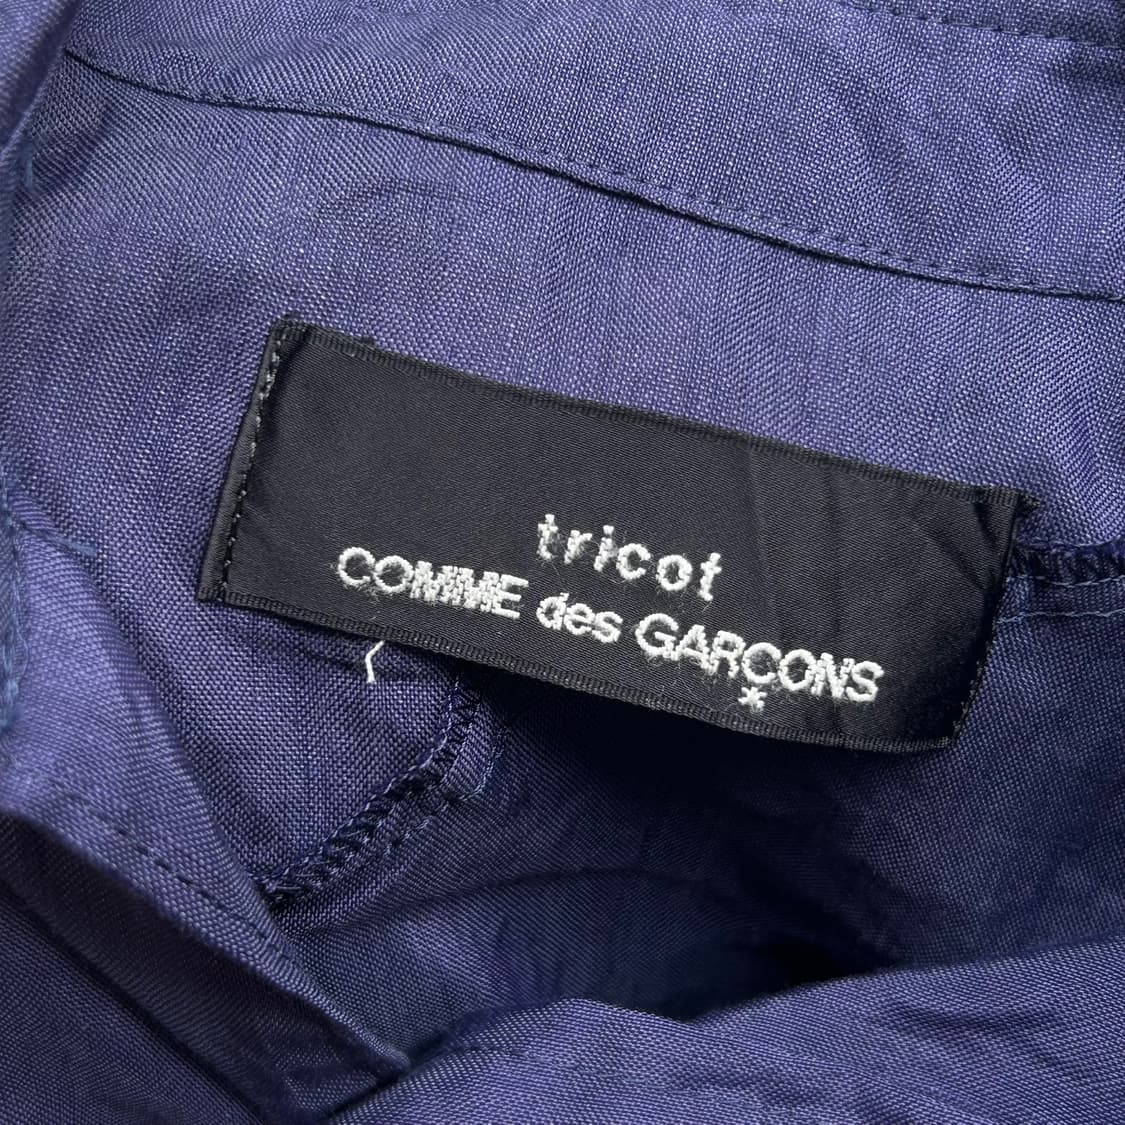 tricot
COMME des GARÇONS
*